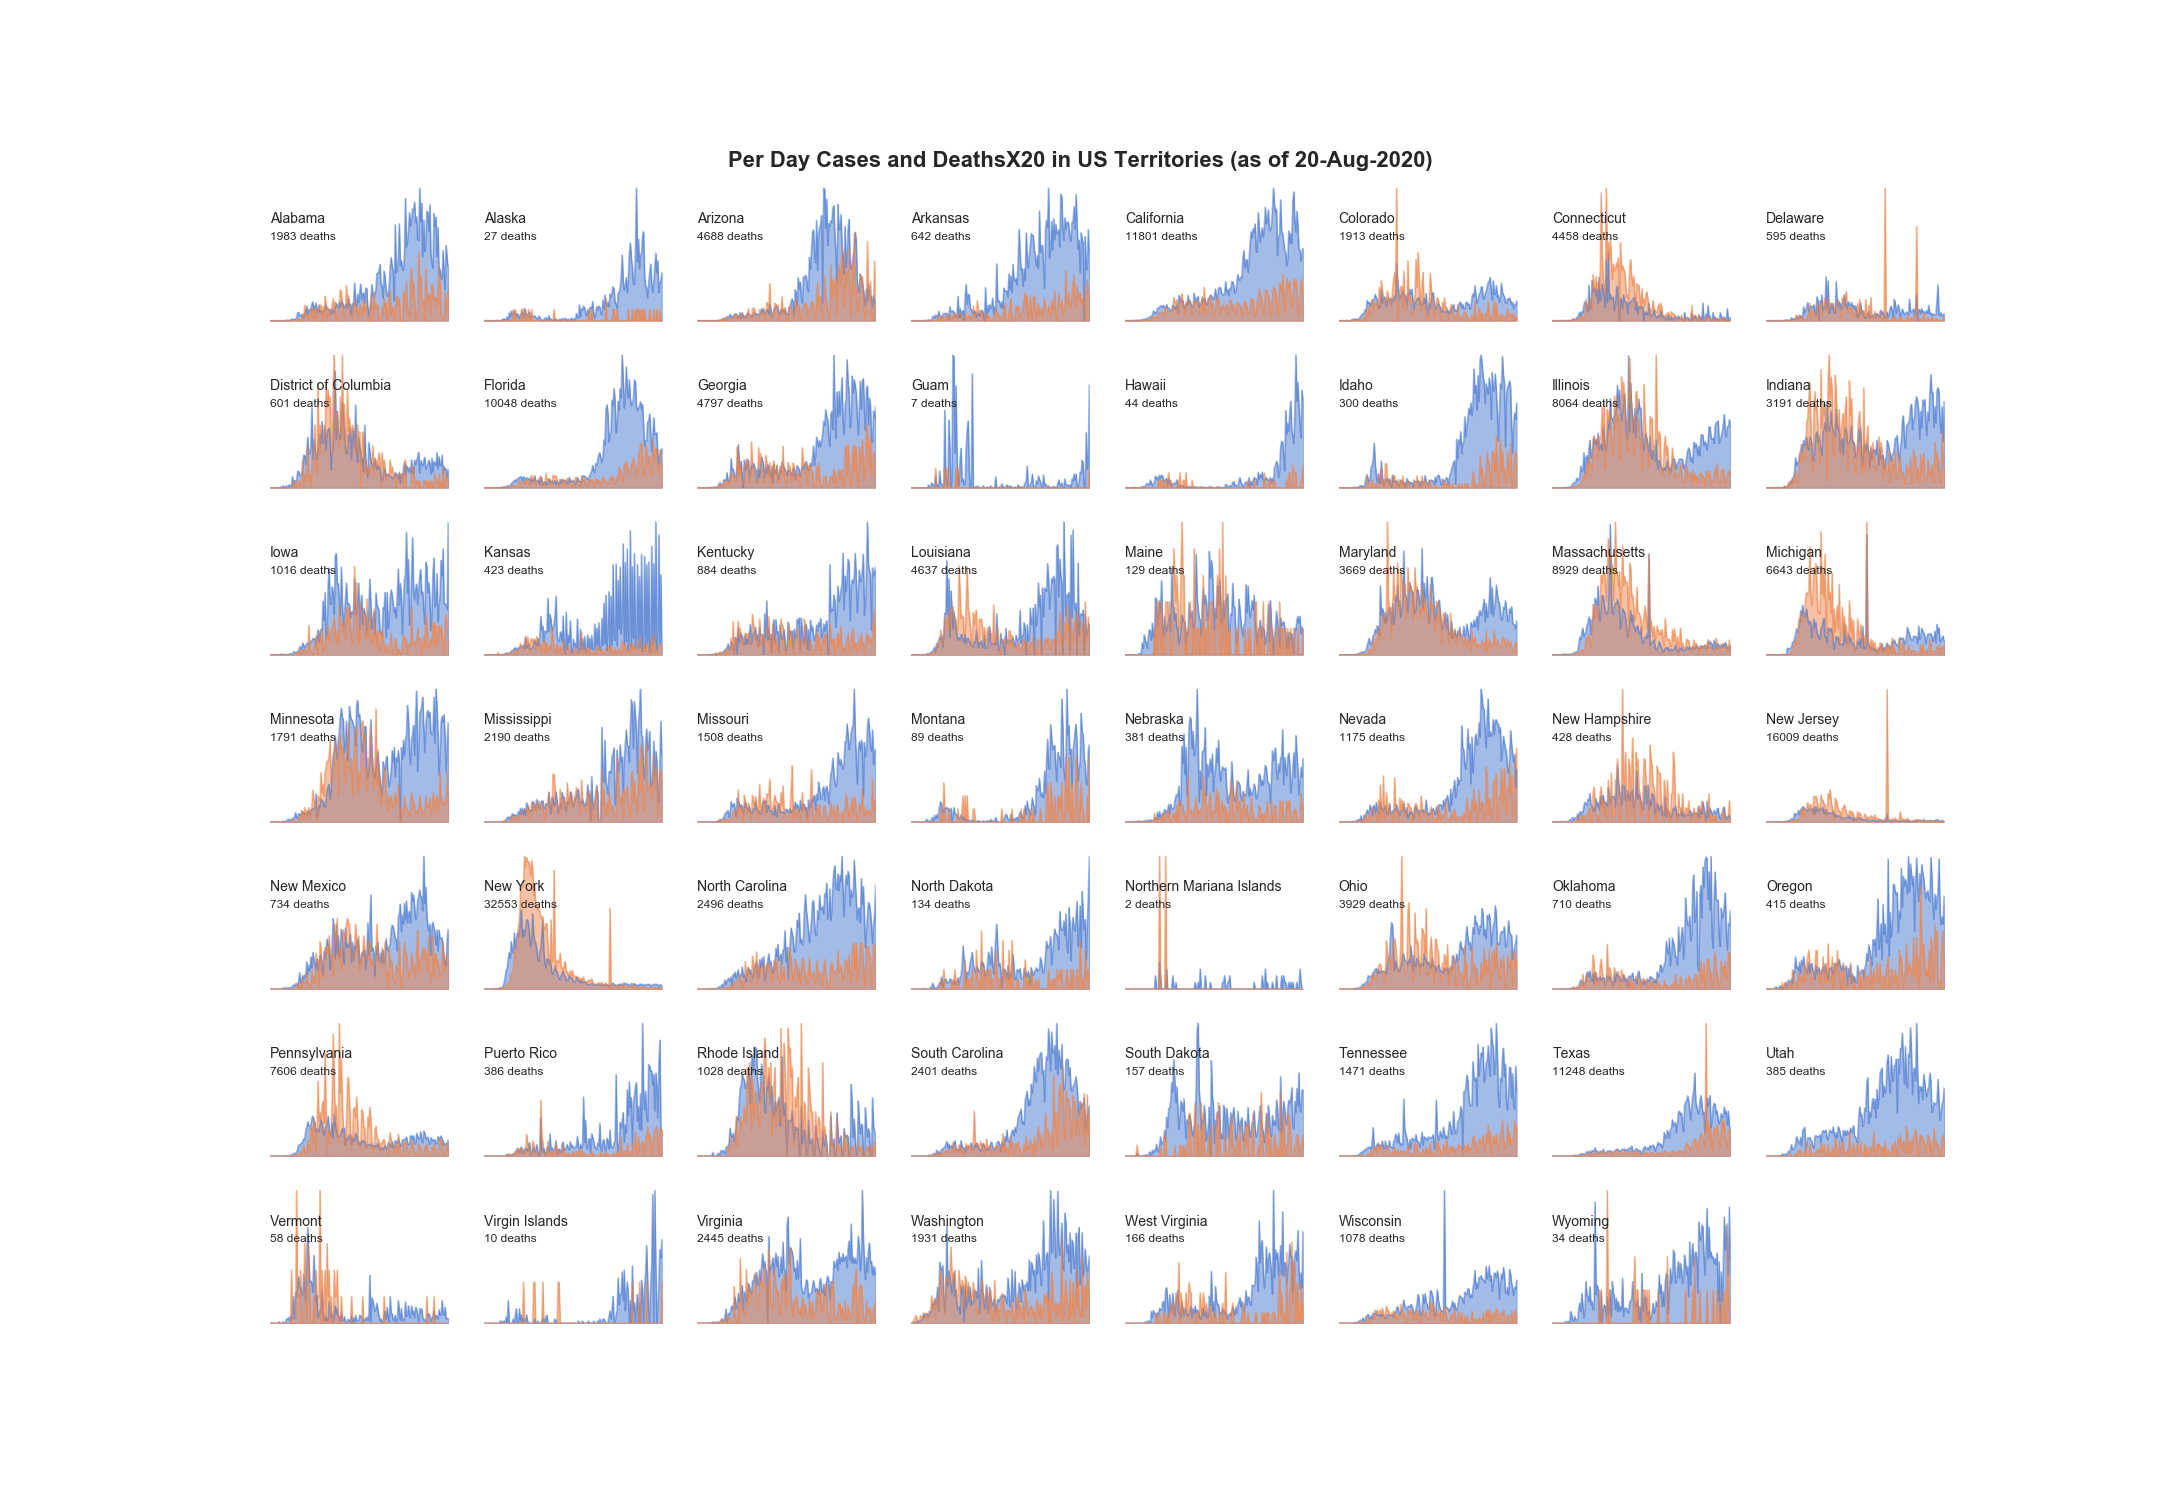 Per Day Cases and DeathsX20 in US Territories (as of 20-Aug-2020)
Alabama
1983 deaths
Alaska
27 deaths
Arizona
4688 deaths
Arkansas
642 deaths
California
11801 deaths
Colorado
1913 deaths
Connecticut
4458 deaths
Delaware
595 deaths
District of Columbia
601 deaths
Florida
10048 deaths
Georgia
4797 deaths
Guam
7 deaths
Hawaii
44 deaths
Idaho
300 deaths
Illinois
8064 deaths
Indiana
3191 deaths
Iowa
1016 deaths
Kansas
423 deaths
Kentucky
884 deaths
Louisiana
4637 deaths
Maine
129 deaths
Maryland
3669 deaths
Massachusetts
8929 deaths
Michigan
6643 deaths
Minnesota
1791 deaths
Mississippi
2190 deaths
Missouri
1508 deaths
Montana
89 deaths
Nebraska
381 deaths
Nevada
1175 deaths
New Hampshire
428 deaths
New Jersey
16009 deaths
New Mexico
734 deaths
New York
32553 deaths
North Carolina
2496 deaths
North Dakota
134 deaths
Northern Mariana Islands
2 deaths
Ohio
3929 deaths
Oklahoma
710 deaths
Oregon
415 deaths
Pennsylvania
7606 deaths
Puerto Rico
386 deaths
Rhode Island
1028 deaths
South Carolina
2401 deaths
South Dakota
157 deaths
Tennessee
1471 deaths
Texas
11248 deaths
Utah
385 deaths
Vermont
58 deaths
Virgin Islands
10 deaths
Virginia
2445 deaths
Washington
1931 deaths
West Virginia
166 deaths
Wisconsin
1078 deaths
Wyoming
34 deaths